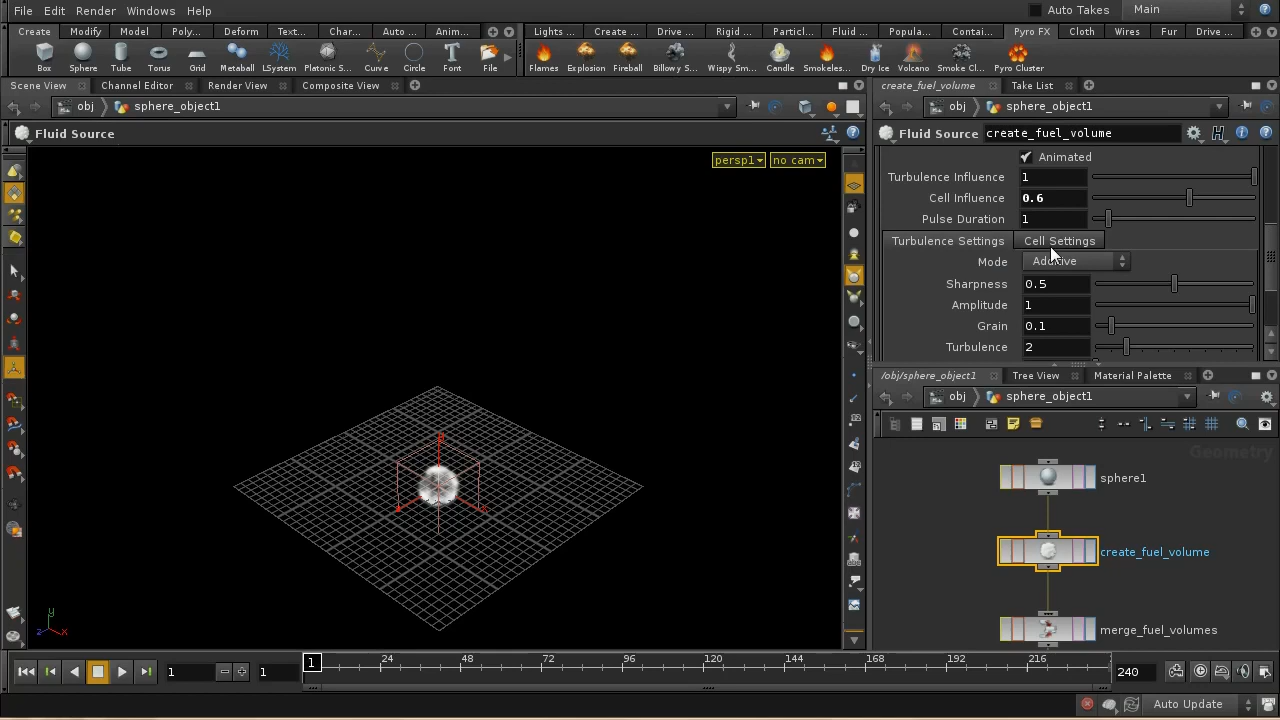 File Edit Render Windows Help Auto Takes Main
Create Modify Model Poly... Deform Text... Char... Auto ... Anim... Lights ... Create ... Drive ... Rigid ... Particl... Fluid ... Popula... Contai... Pyro FX Cloth Wires Fur Drive ...
Box Sphere Tube Torus Grid Metaball LSystem Platonic S... Curve Circle Font File Flames Explosion Fireball Billowy S... Wispy Sm... Candle Smokeles... Dry Ice Volcano Smoke Cl... Pyro Cluster
Scene View Channel Editor Render View Composite View create_fuel_volume Take List
obj sphere_object1 obj sphere_object1
Fluid Source Fluid Source create_fuel_volume
persp1 no cam Animated
Turbulence Influence 1
Cell Influence 0.6
Pulse Duration 1
Turbulence Settings Cell Settings
Mode Additive
Sharpness 0.5
Amplitude 1
Grain 0.1
Turbulence 2
/obj/sphere_object1 Tree View Material Palette
obj sphere_object1
Geometry
sphere1
create_fuel_volume
merge_fuel_volumes
y
z x
1 1 1 24 48 72 96 120 144 168 192 216 240
Auto Update